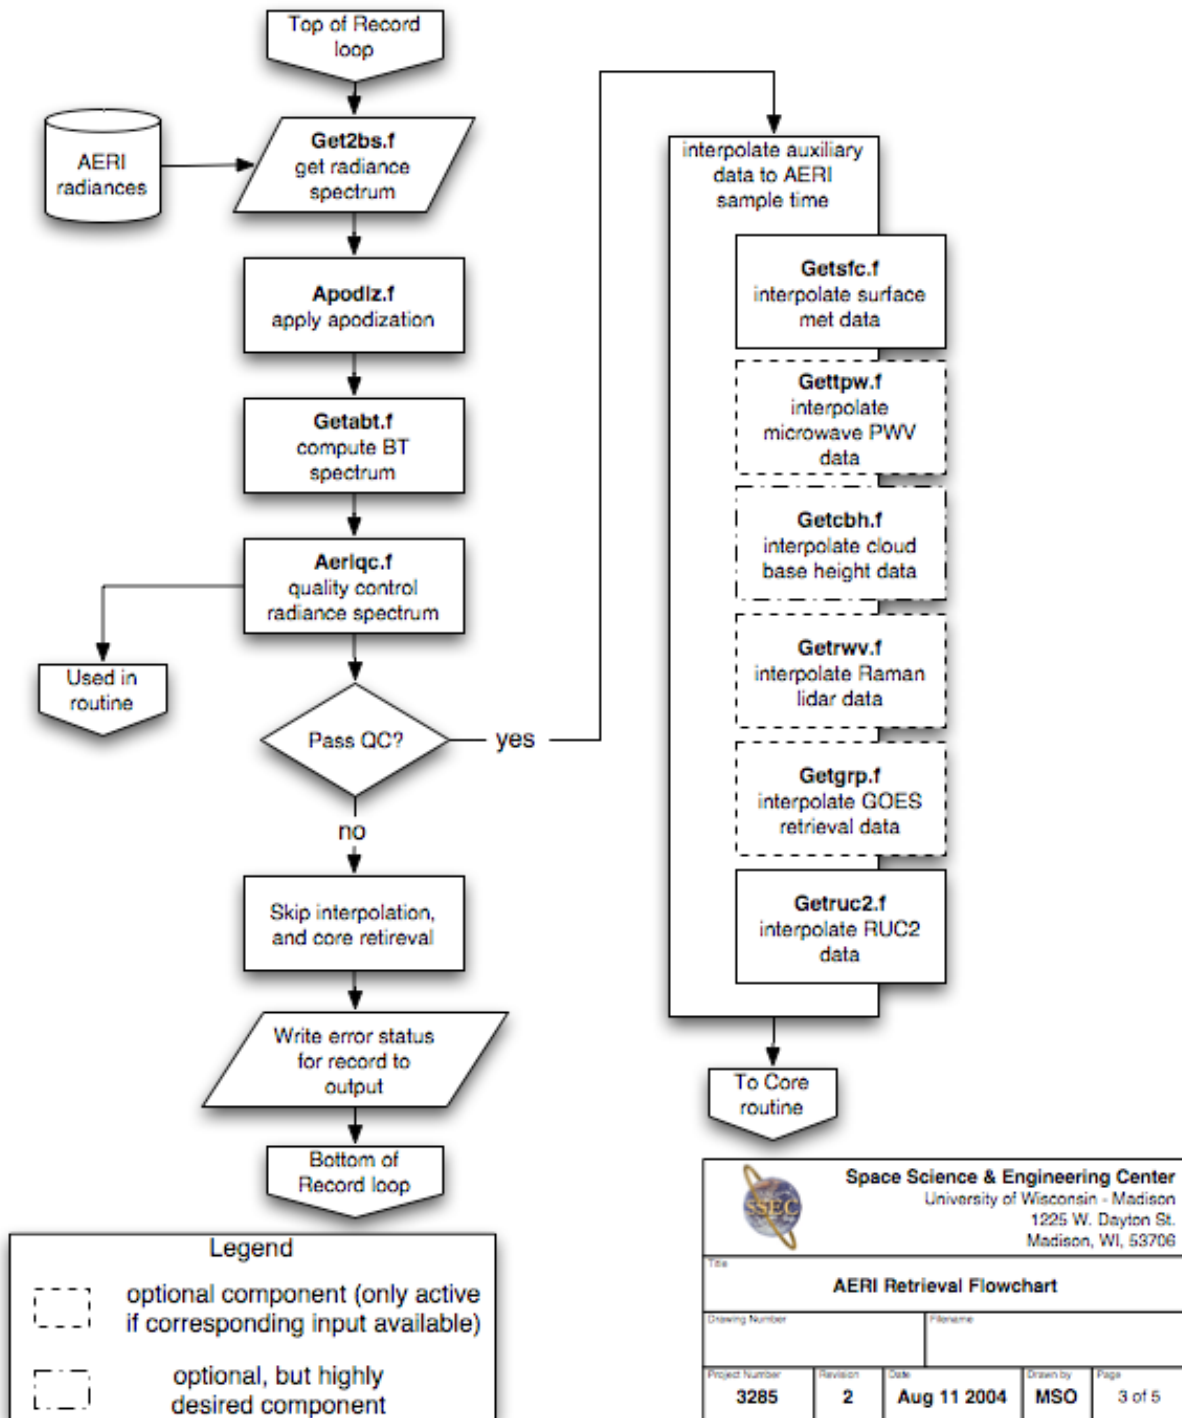 Top of Record
loop
AERI
radiances
Get2bs.f
get radiance
spectrum
Apodiz.f
apply apodization
Getabt.f
compute BT
spectrum
Aeriqc.f
quality control
radiance spectrum
Used in
routine
Pass QC?
yes
no
Skip interpolation,
and core retireval
Write error status
for record to
output
Bottom of
Record loop
interpolate auxiliary
data to AERI
sample time
Getsfc.f
interpolate surface
met data
Gettpw.f
interpolate
microwave PWV
data
Getcbh.f
interpolate cloud
base height data
Getrwv.f
interpolate Raman
lidar data
Getgrp.f
interpolate GOES
retrieval data
Getruc2.f
interpolate RUC2
data
To Core
routine
Legend
optional component (only active
if corresponding input available)
optional, but highly
desired component
SSEC
Space Science & Engineering Center
University of Wisconsin - Madison
1225 W. Dayton St.
Madison, WI, 53706
Title
AERI Retrieval Flowchart
Drawing Number
Filename
Project Number
3285
Revision
2
Date
Aug 11 2004
Drawn by
MSO
Page
3 of 5